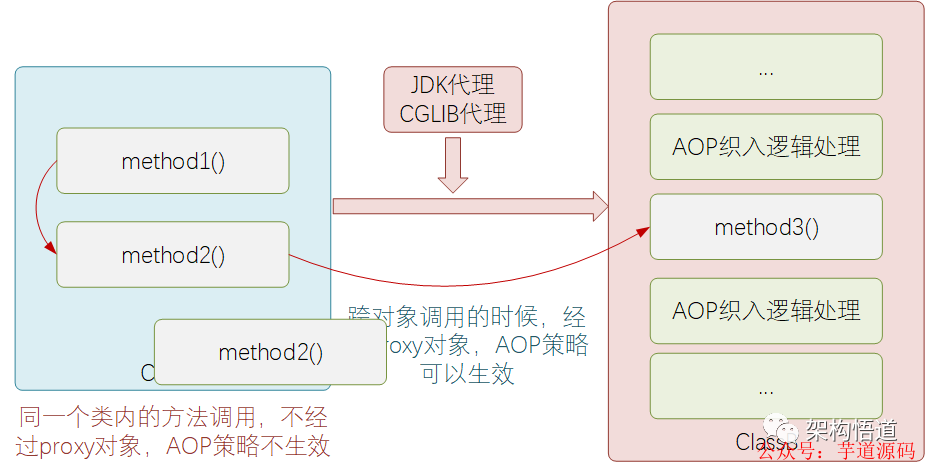 JDK代理
CGLIB代理
method1()
method2()
method2()
C
同一个类内的方法调用，不经
过proxy对象，AOP策略不生效
跨对象调用的时候，经
roxy对象，AOP策略
可以生效
...
AOP织入逻辑处理
method3()
AOP织入逻辑处理
...
ClassB
架构悟道
公众号：芋道源码